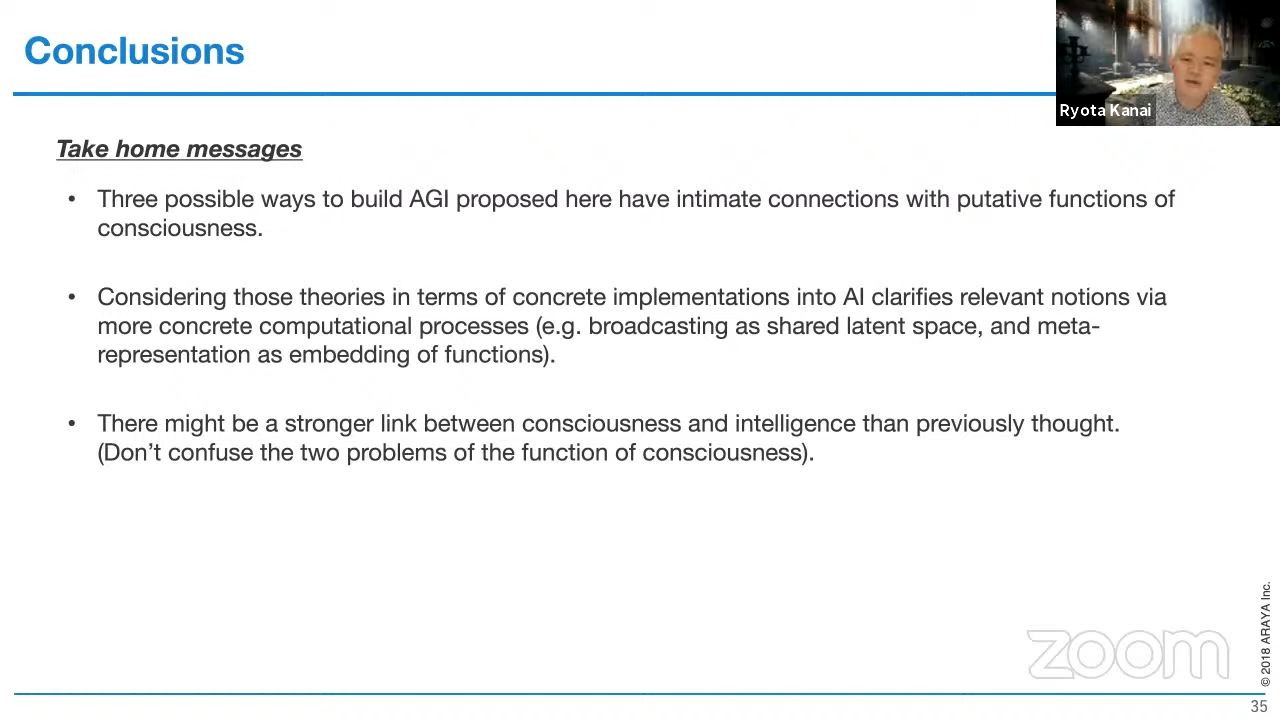 Conclusions
Ryota Kanai
Take home messages
• Three possible ways to build AGI proposed here have intimate connections with putative functions of
consciousness.
• Considering those theories in terms of concrete implementations into AI clarifies relevant notions via
more concrete computational processes (e.g. broadcasting as shared latent space, and meta-
representation as embedding of functions).
• There might be a stronger link between consciousness and intelligence than previously thought.
(Don’t confuse the two problems of the function of consciousness).
zoom
© 2018 ARAYA Inc.
35